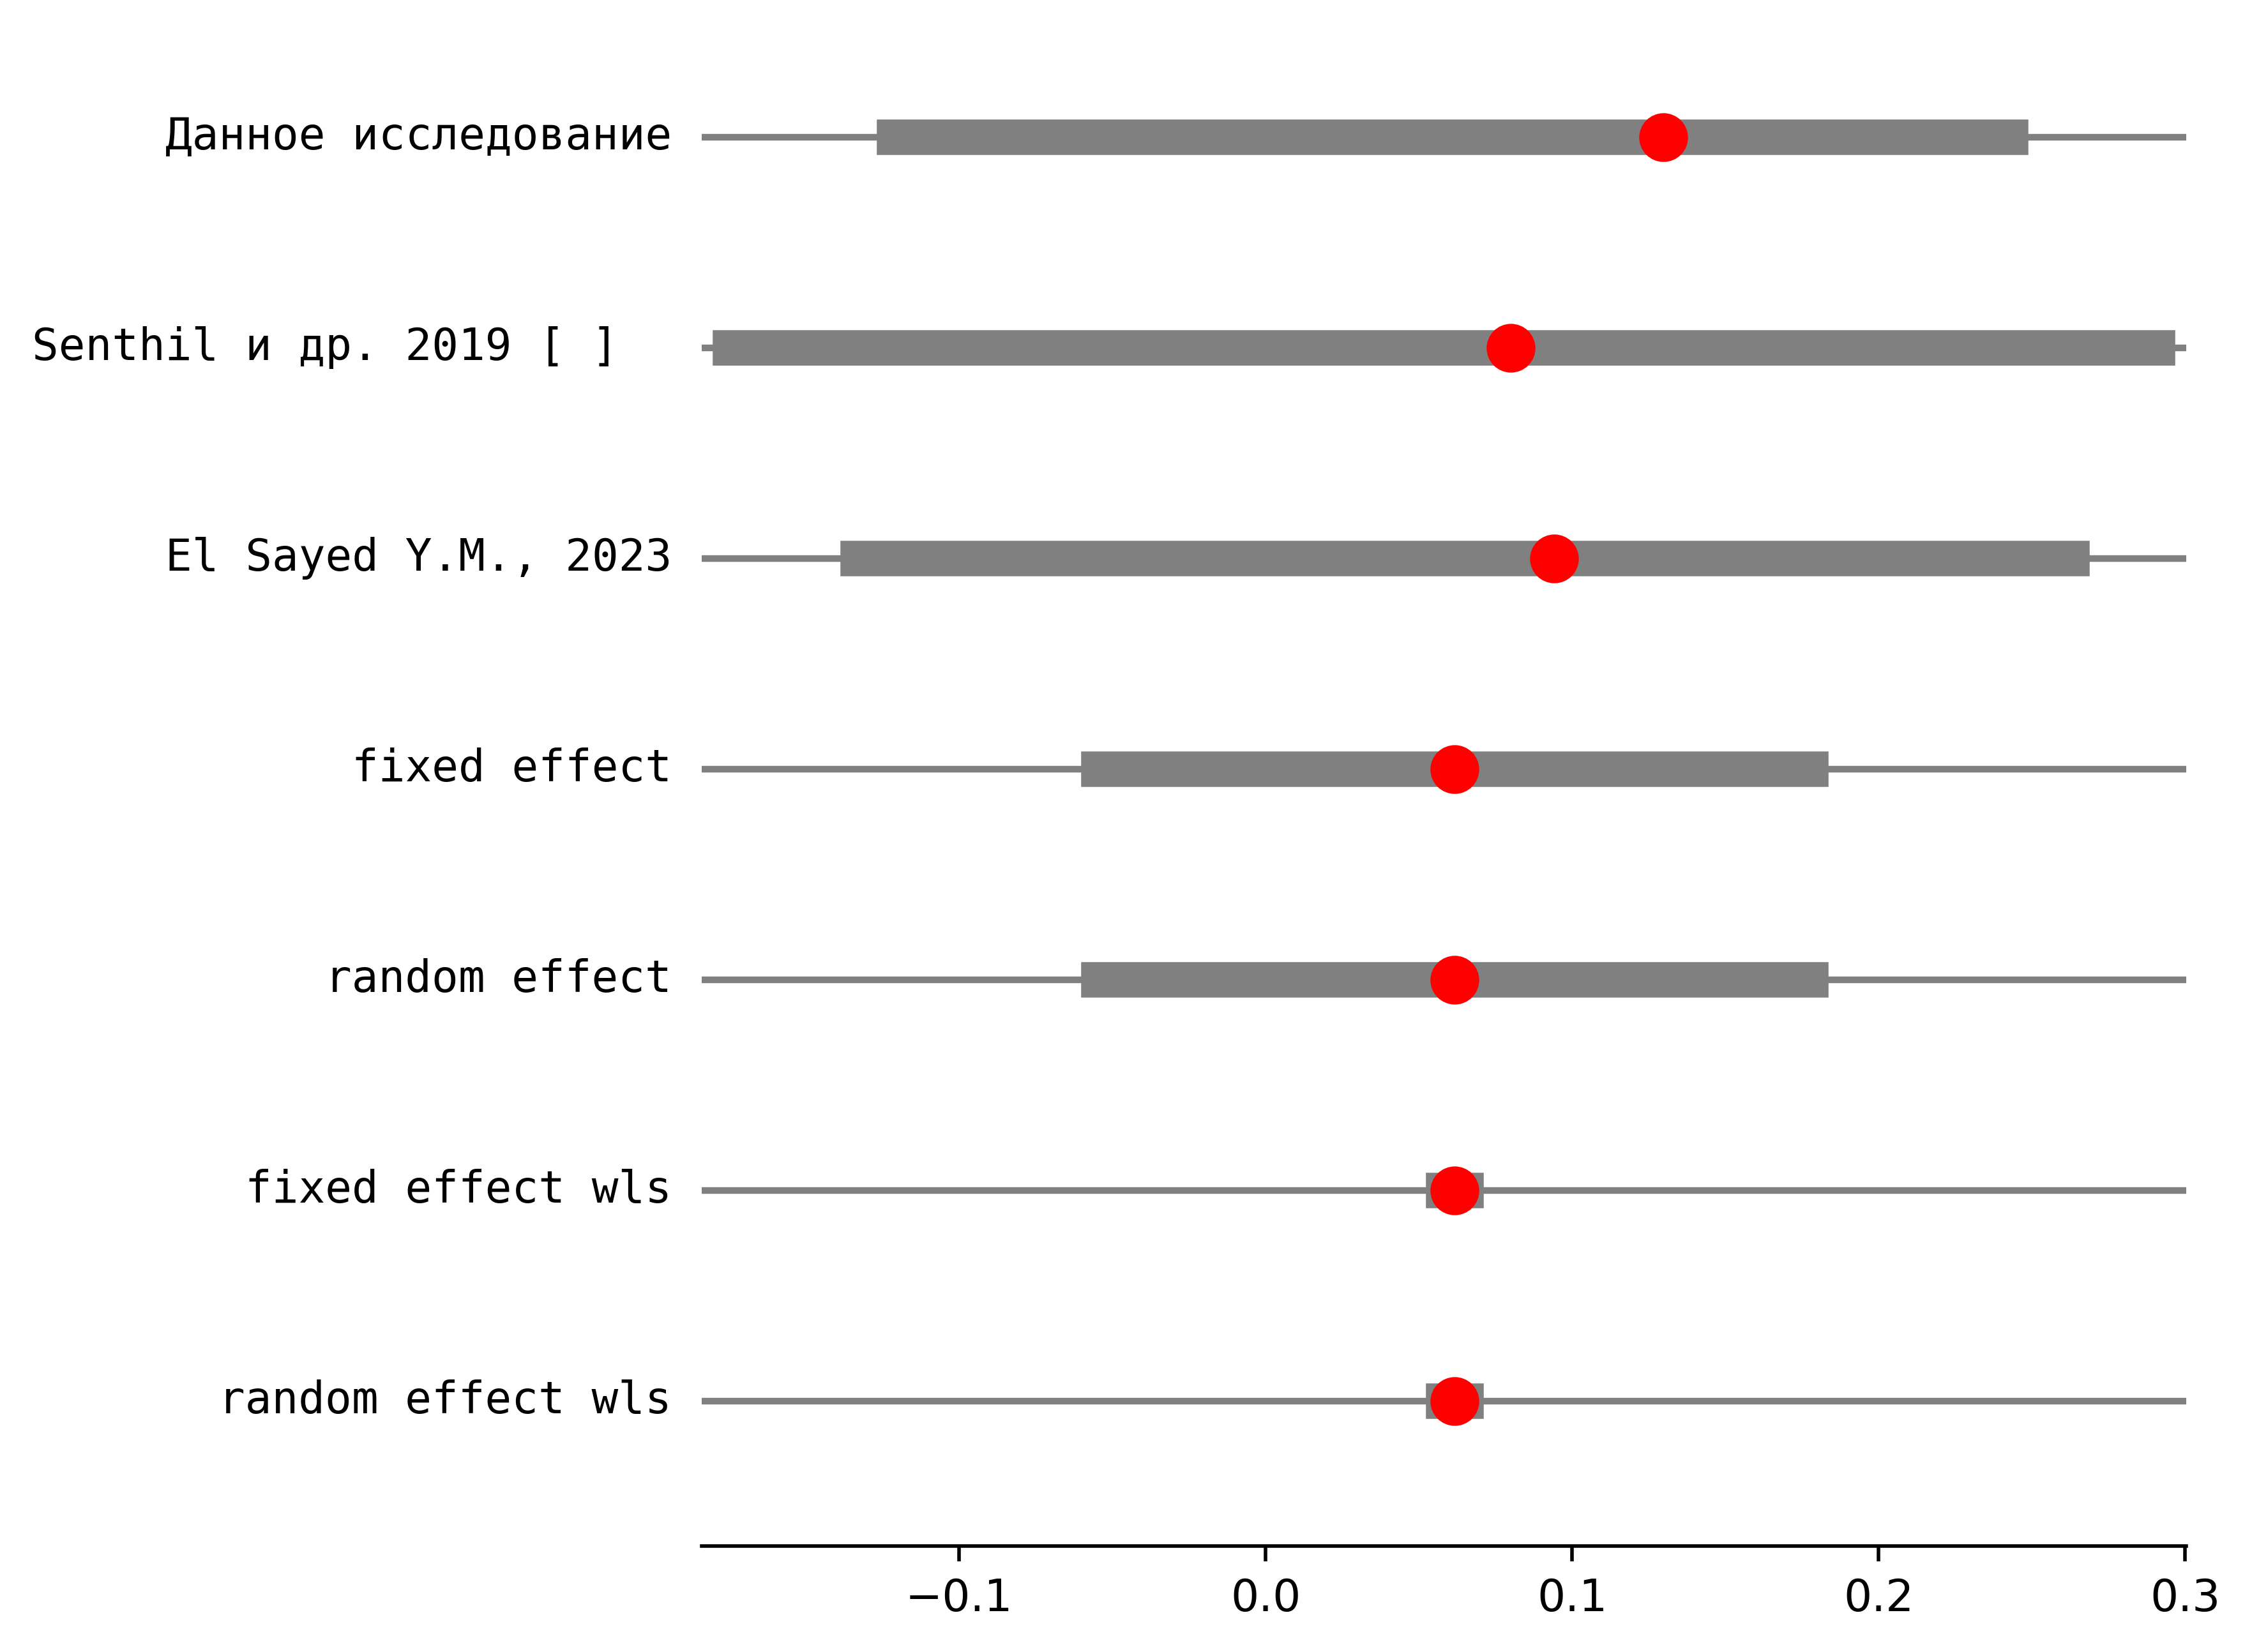 Данное исследование
Senthil и др. 2019 [ ]
El Sayed Y.M., 2023
fixed effect
random effect
fixed effect wls
random effect wls
−0.1 0.0 0.1 0.2 0.3